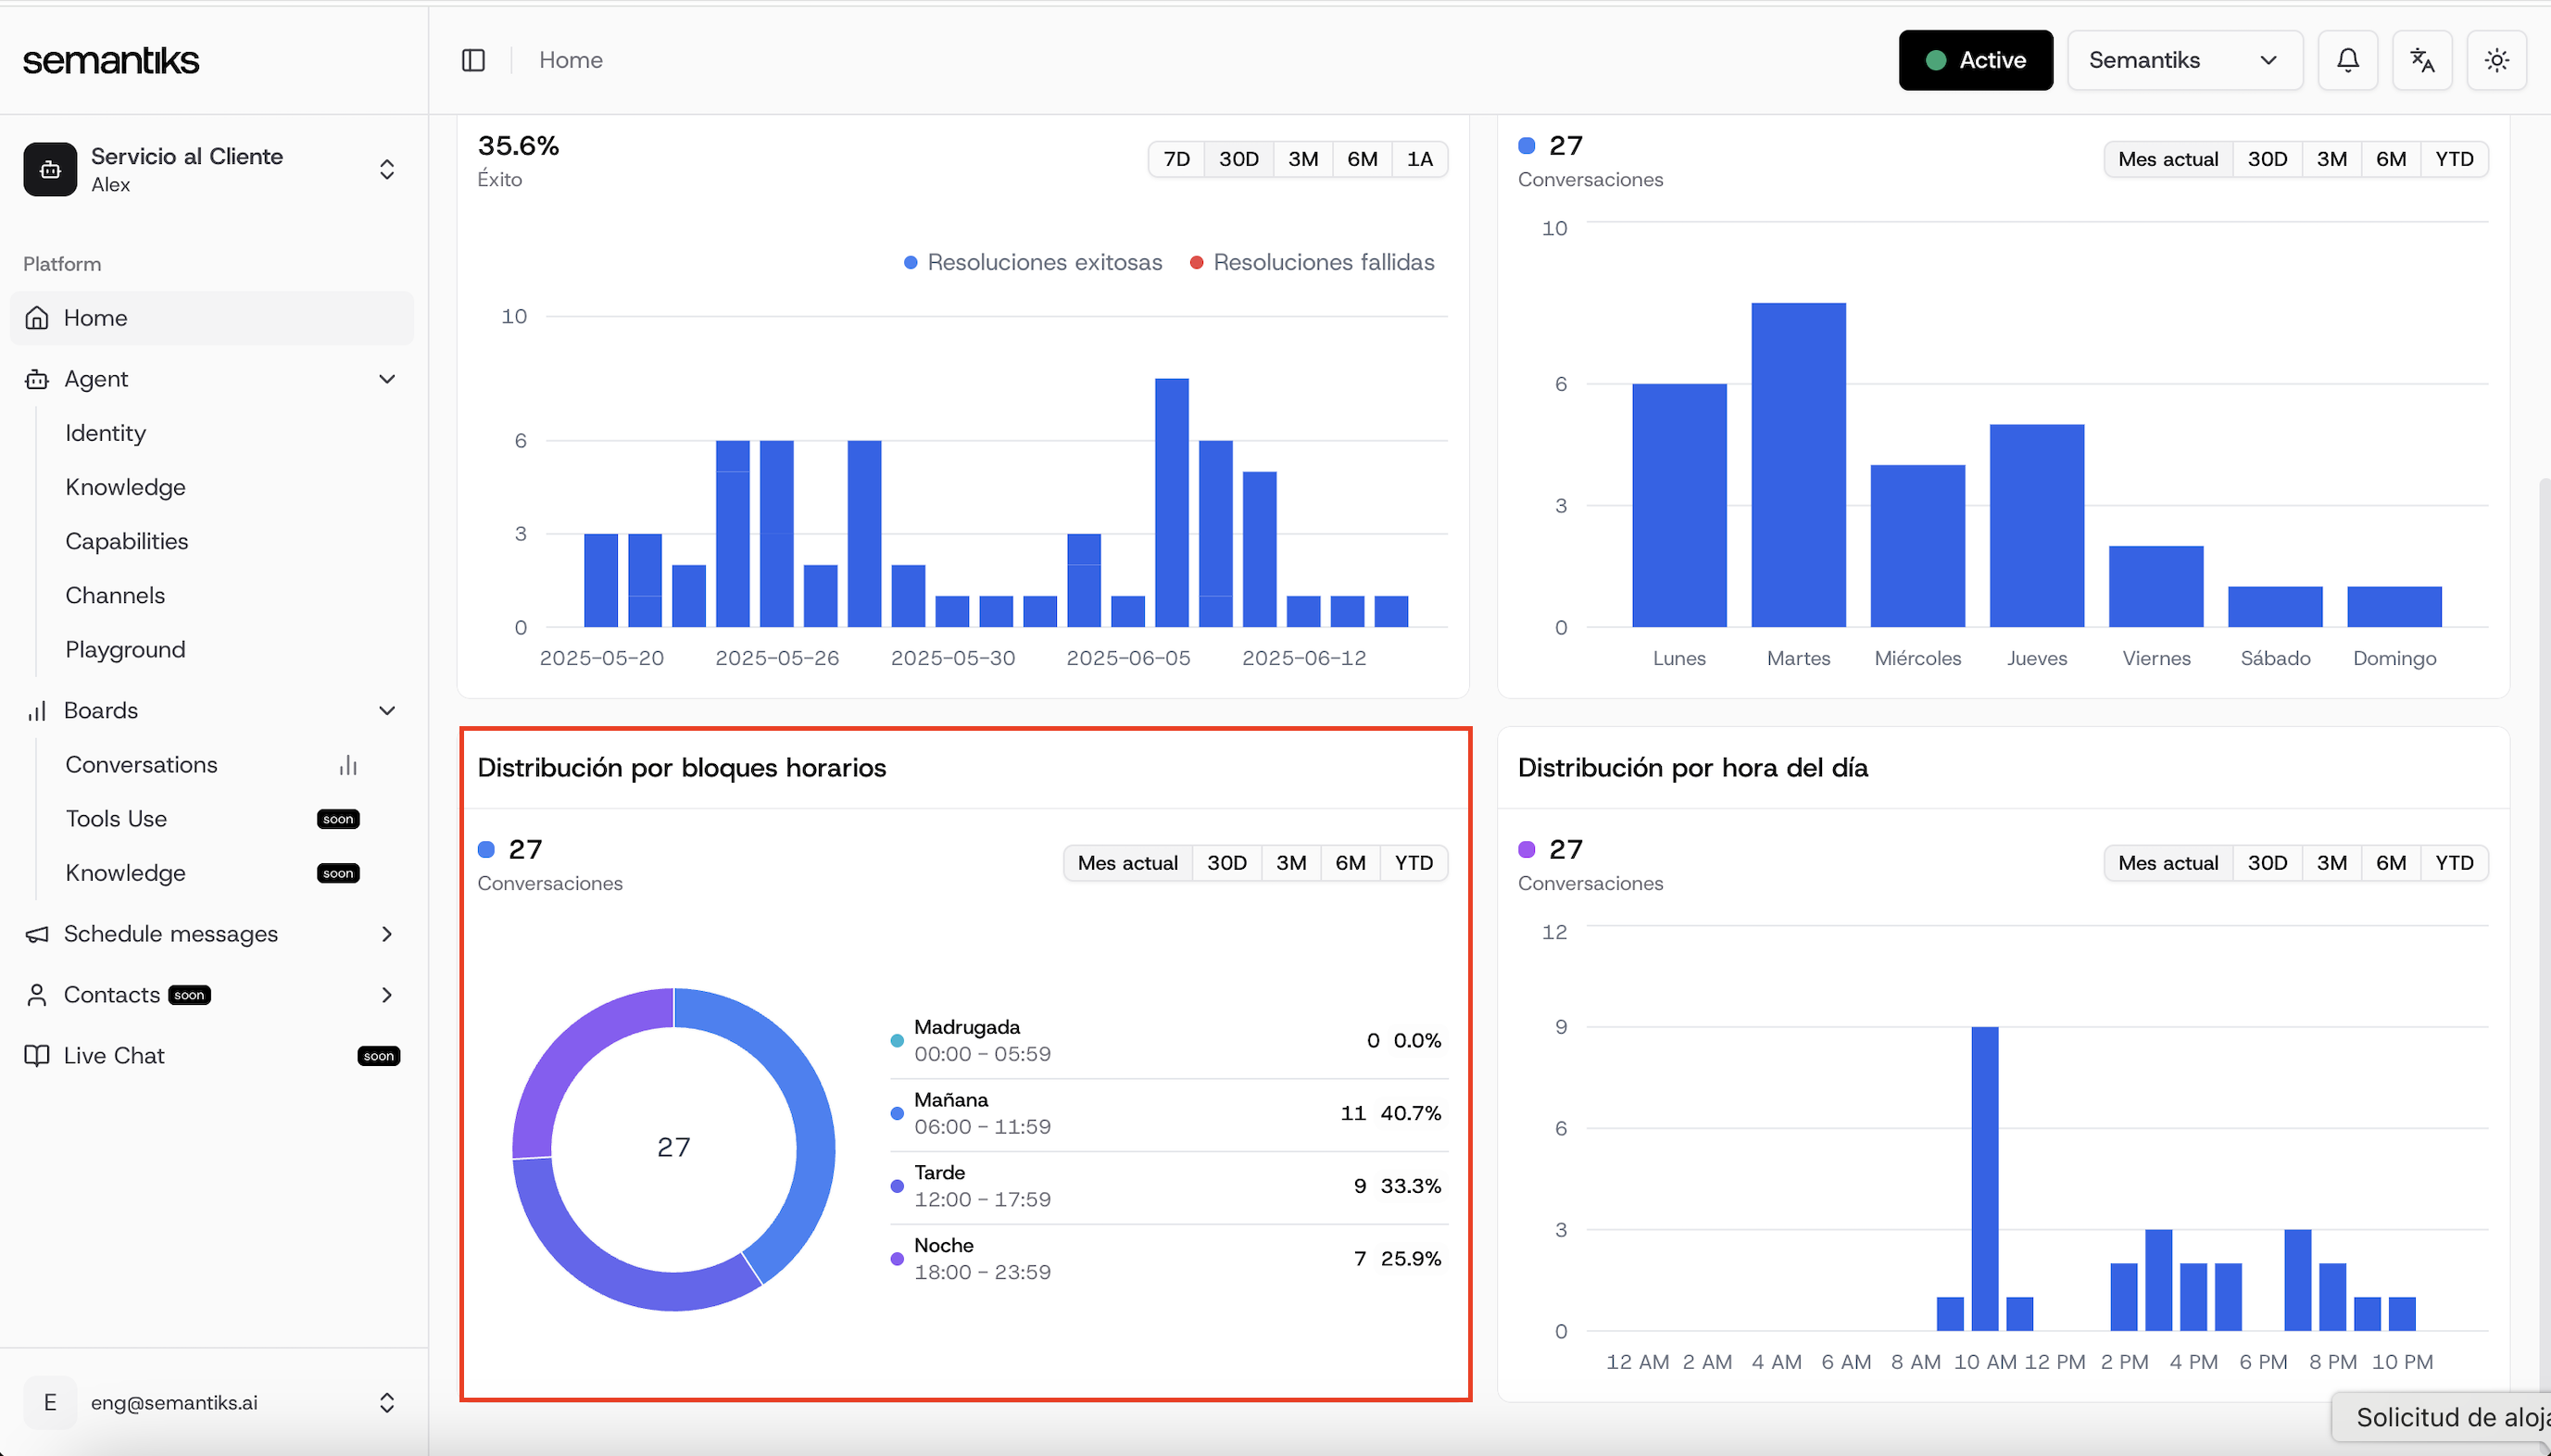 semantiks
Home
Active
Semantiks
Servicio al Cliente
Alex
Platform
Home
Agent
Identity
Knowledge
Capabilities
Channels
Playground
Boards
Conversations
Tools Use soon
Knowledge soon
Schedule messages
Contacts soon
Live Chat soon
E eng@semantiks.ai
35.6%
Éxito
7D 30D 3M 6M 1A
Resoluciones exitosas Resoluciones fallidas
10
6
3
0
2025-05-20 2025-05-26 2025-05-30 2025-06-05 2025-06-12
27
Conversaciones
Mes actual 30D 3M 6M YTD
10
6
3
0
Lunes Martes Miércoles Jueves Viernes Sábado Domingo
Distribución por bloques horarios
27
Conversaciones
Mes actual 30D 3M 6M YTD
27
Madrugada
00:00 - 05:59
0 0.0%
Mañana
06:00 - 11:59
11 40.7%
Tarde
12:00 - 17:59
9 33.3%
Noche
18:00 - 23:59
7 25.9%
Distribución por hora del día
27
Conversaciones
Mes actual 30D 3M 6M YTD
12
9
6
3
0
12 AM 2 AM 4 AM 6 AM 8 AM 10 AM 12 PM 2 PM 4 PM 6 PM 8 PM 10 PM
Solicitud de